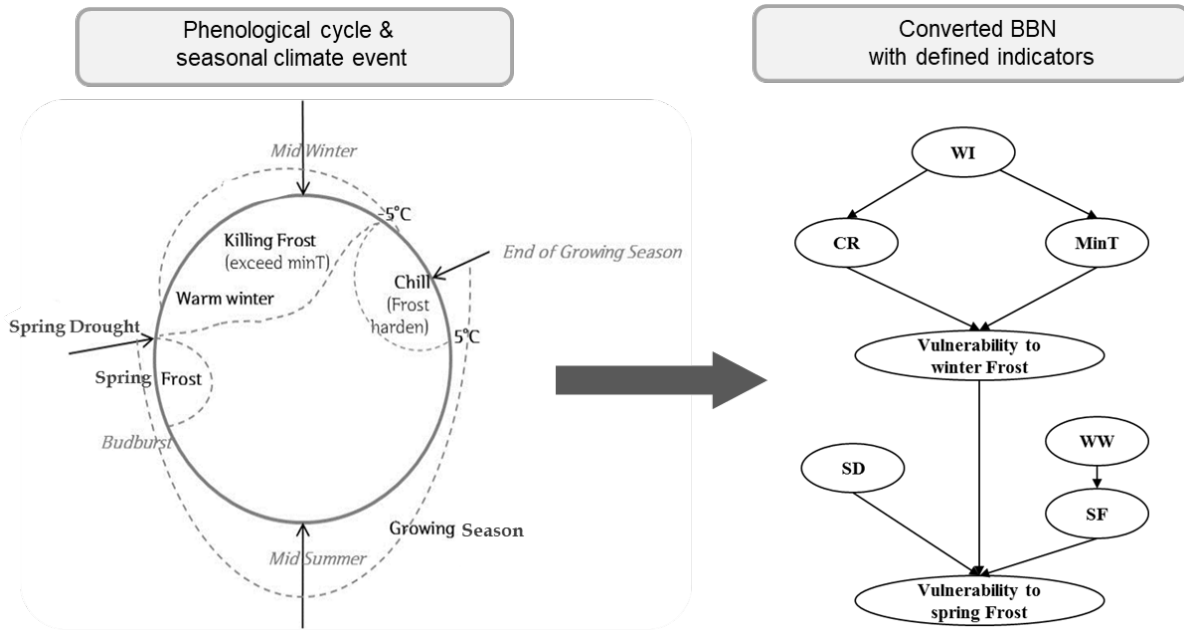 Phenological cycle &
seasonal climate event
Mid Winter
-5°C
Killing Frost
(exceed minT)
End of Growing Season
Chill
(Frost
harden)
Warm winter
Spring Drought
5°C
Spring Frost
Budburst
Growing Season
Mid Summer
Converted BBN
with defined indicators
WI
CR
MinT
Vulnerability to
winter Frost
WW
SD
SF
Vulnerability to
spring Frost